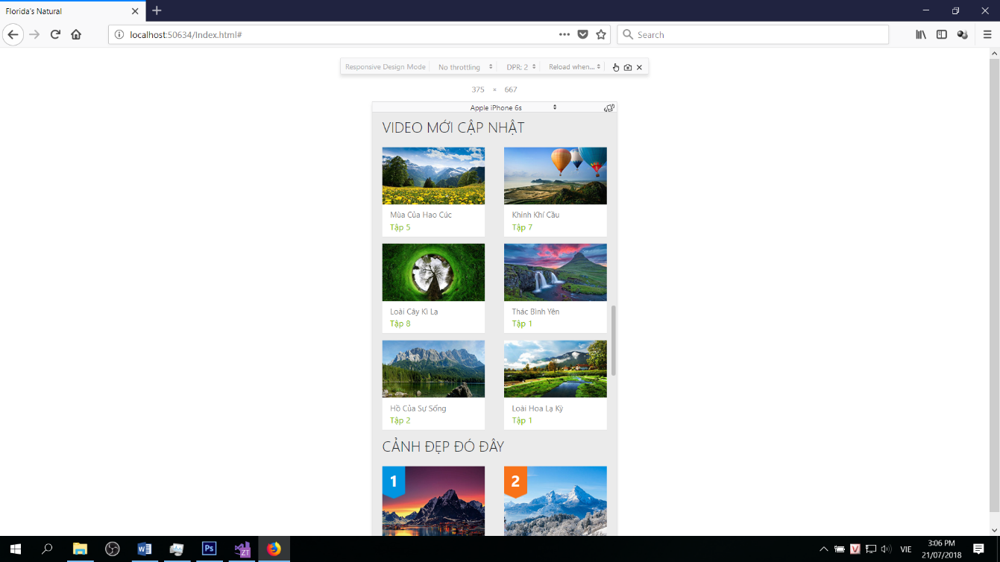 Florida's Natural
localhost:50634/Index.html#
Search
Responsive Design Mode No throttling DPR: 2 Reload when...
375 × 667
Apple iPhone 6s
VIDEO MỚI CẬP NHẬT
Mùa Của Hao Cúc
Tập 5
Khinh Khí Cầu
Tập 7
Loài Cây Kì Lạ
Tập 8
Thác Bình Yên
Tập 1
Hồ Của Sự Sống
Tập 2
Loài Hoa Lạ Kỳ
Tập 1
CẢNH ĐẸP ĐÓ ĐÂY
1
2
W
Ps
ZT
V
VIE
3:06 PM
21/07/2018